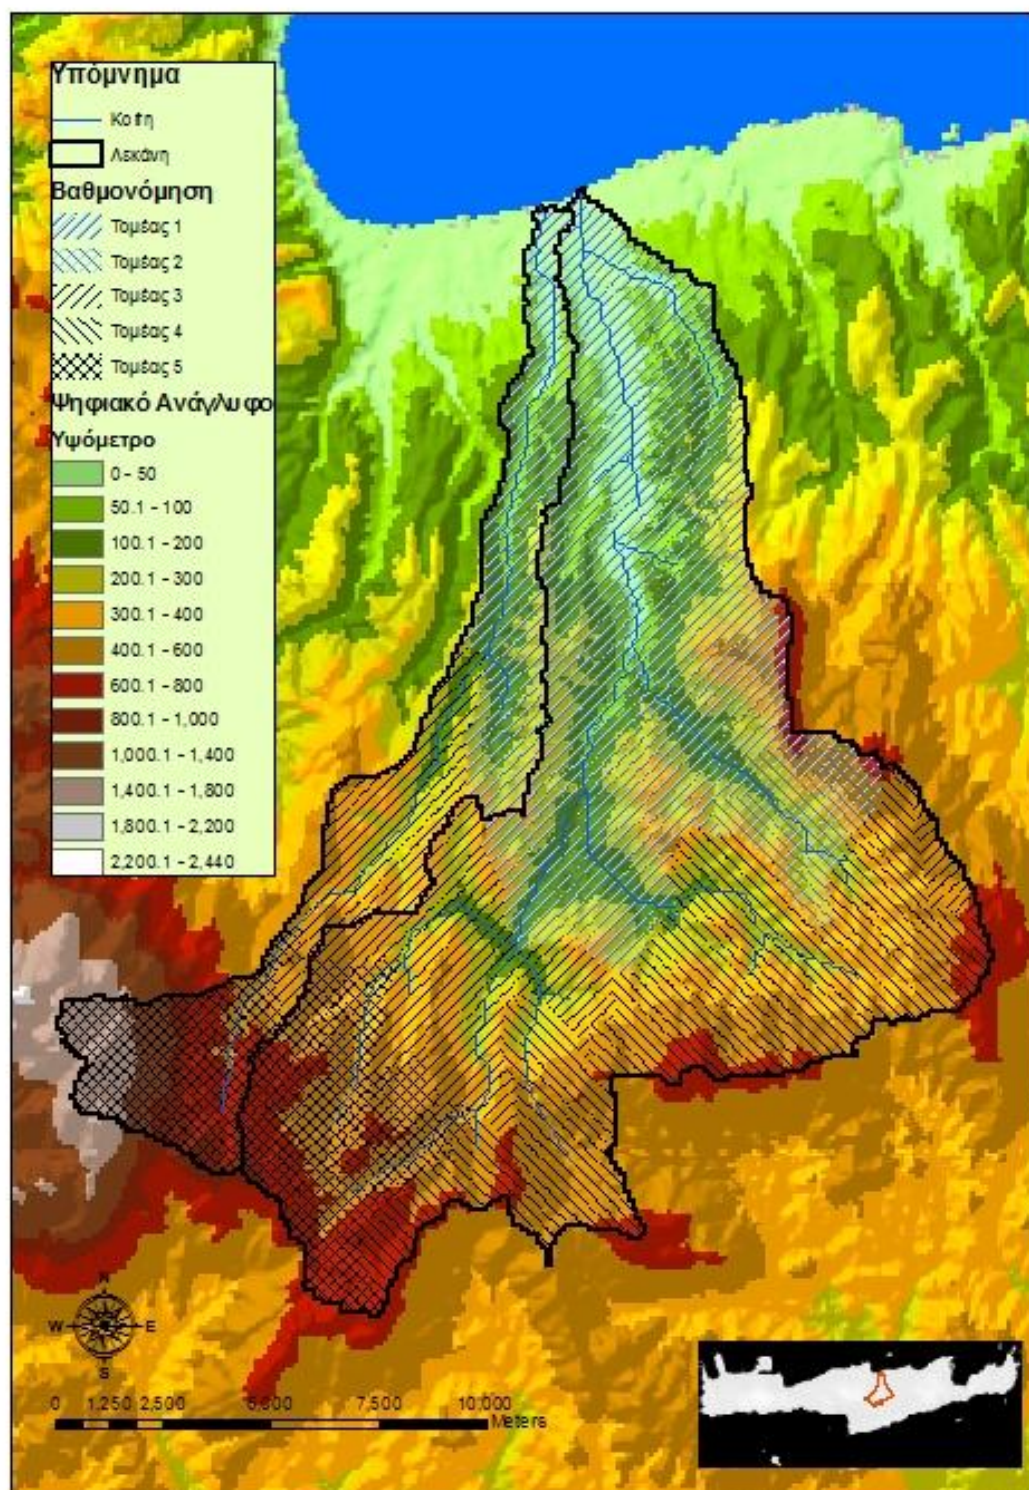 Υπόμνημα
Κοίτη
Λεκάνη
Βαθμονόμηση
Τομέας 1
Τομέας 2
Τομέας 3
Τομέας 4
Τομέας 5
Ψηφιακό Ανάγλυφο
Υψόμετρο
0 - 50
50.1 - 100
100.1 - 200
200.1 - 300
300.1 - 400
400.1 - 600
600.1 - 800
800.1 - 1,000
1,000.1 - 1,400
1,400.1 - 1,800
1,800.1 - 2,200
2,200.1 - 2,440
N
W E
S
0 1,250 2,500 5,000 7,500 10,000
Meters